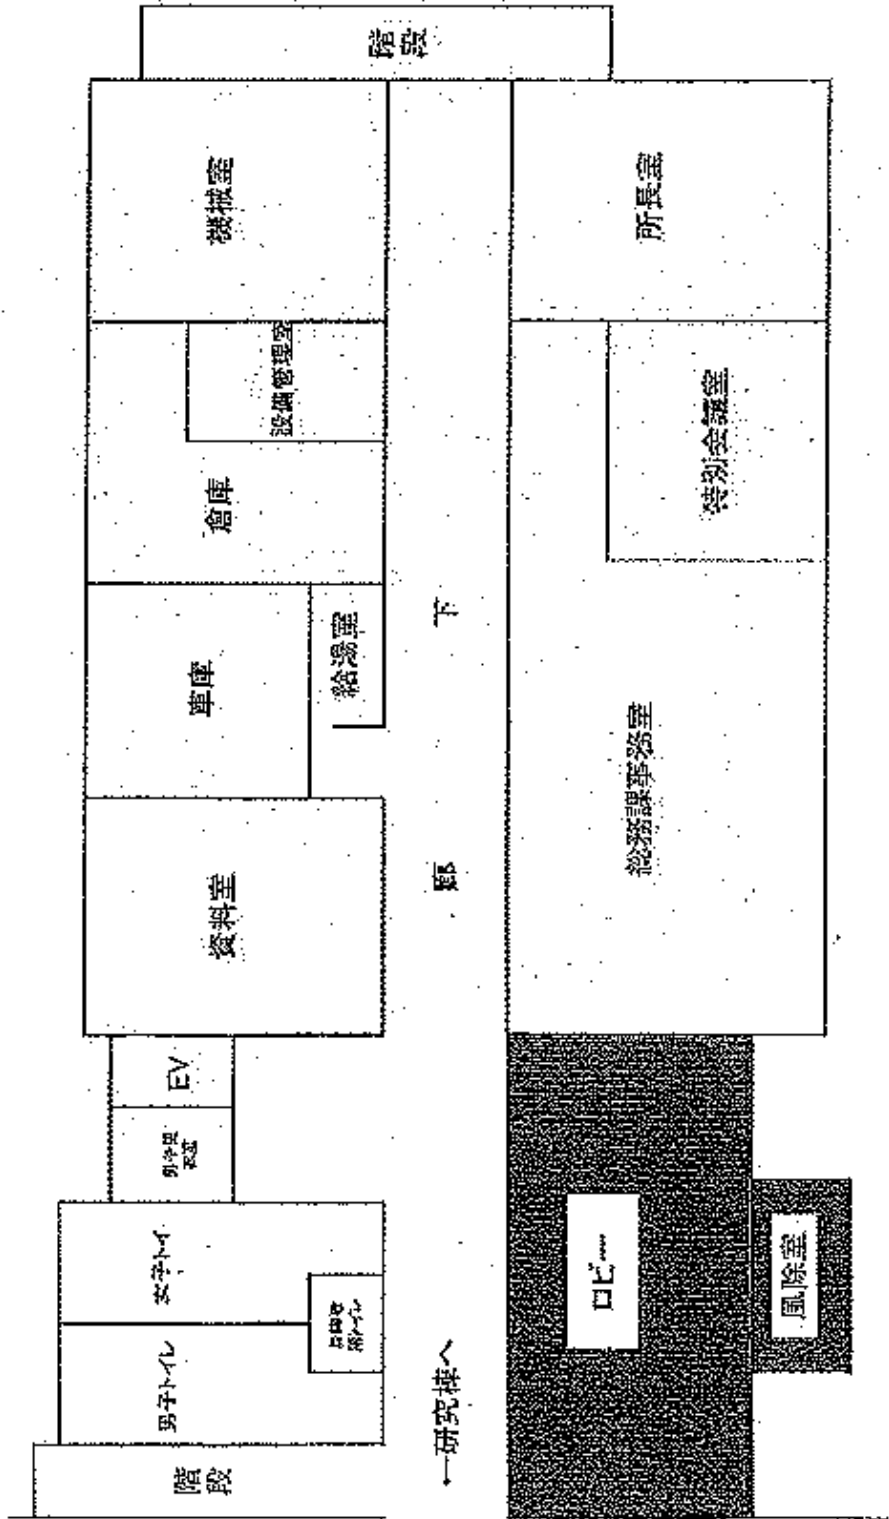 階段
男子トイレ
女子トイ
EV
資料室
車庫
給湯室
倉庫
設備管理室
機械室
階段
←研究棟へ
廊
下
ロビー
風除室
総務課事務室
特別会議室
所長室